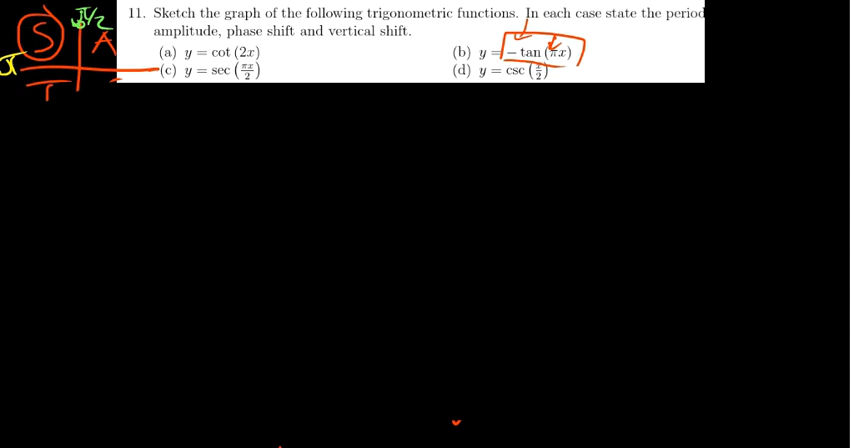 11. Sketch the graph of the following trigonometric functions. In each case state the period
amplitude, phase shift and vertical shift.
(a) y = cot (2x)
(b) y = − tan (πx)
(c) y = sec (πx/2)
(d) y = csc (x/2)
π/2
S A
π
T